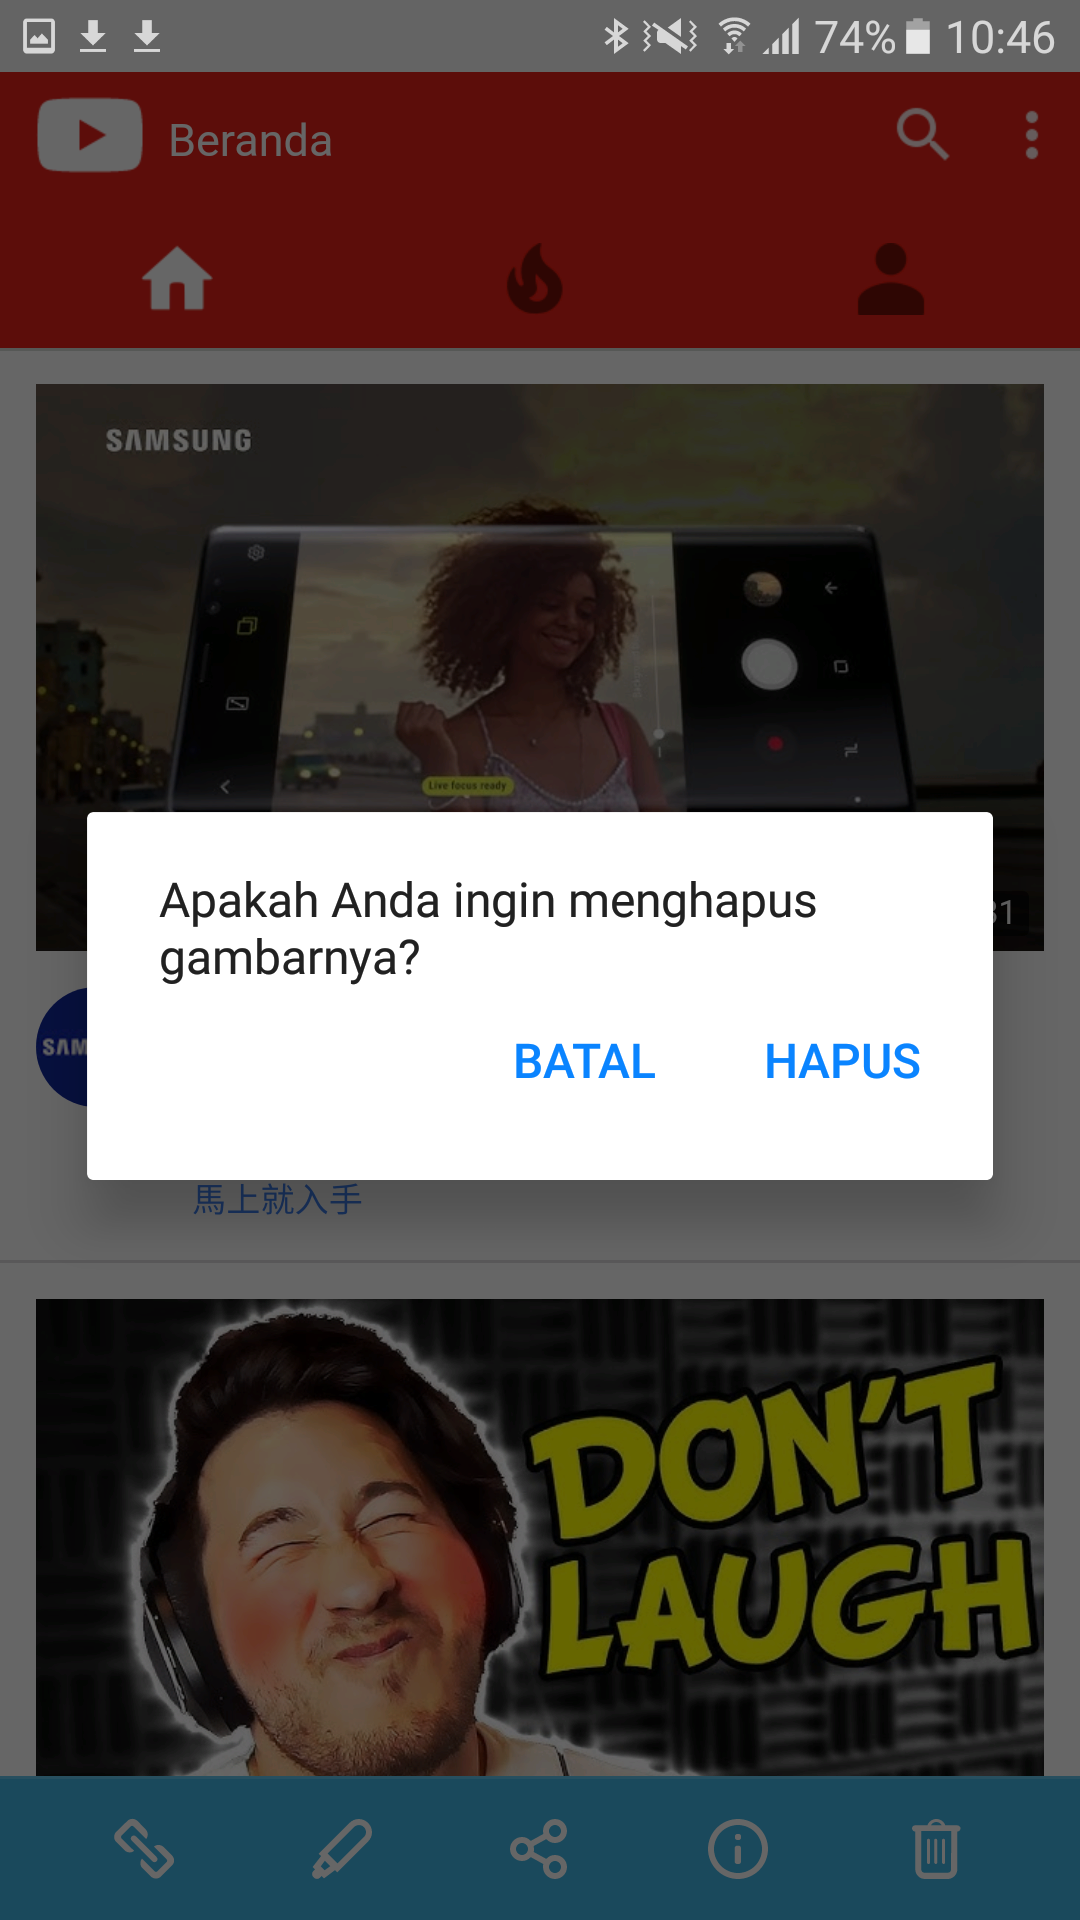 74% 10:46
Beranda
SAMSUNG
Live focus ready
31
Apakah Anda ingin menghapus
gambarnya?
SAM
BATAL HAPUS
馬上就入手
DON'T
LAUGH